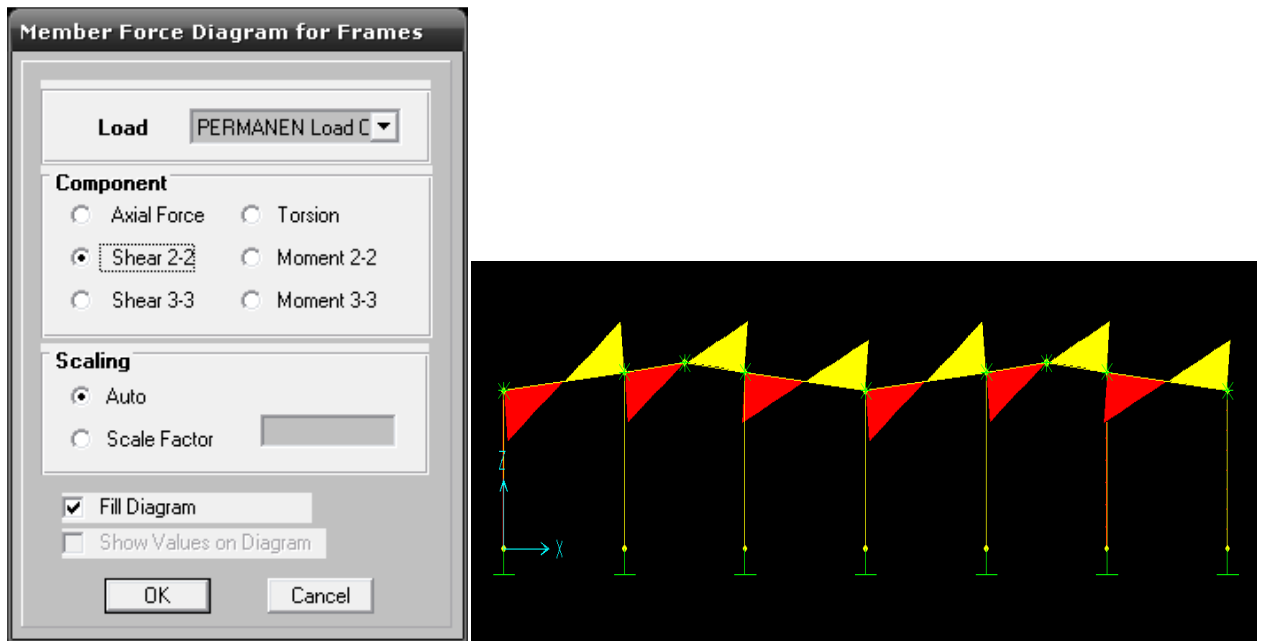 Member Force Diagram for Frames
Load PERMANEN Load C
Component
Axial Force Torsion
Shear 2-2 Moment 2-2
Shear 3-3 Moment 3-3
Scaling
Auto
Scale Factor
Fill Diagram
Show Values on Diagram
OK Cancel
Z
X